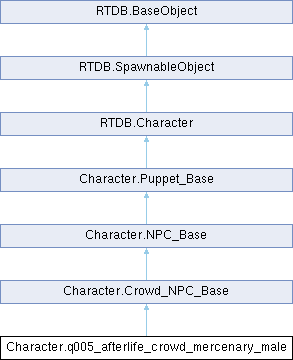 RTDB.BaseObject
RTDB.SpawnableObject
RTDB.Character
Character.Puppet_Base
Character.NPC_Base
Character.Crowd_NPC_Base
Character.q005_afterlife_crowd_mercenary_male